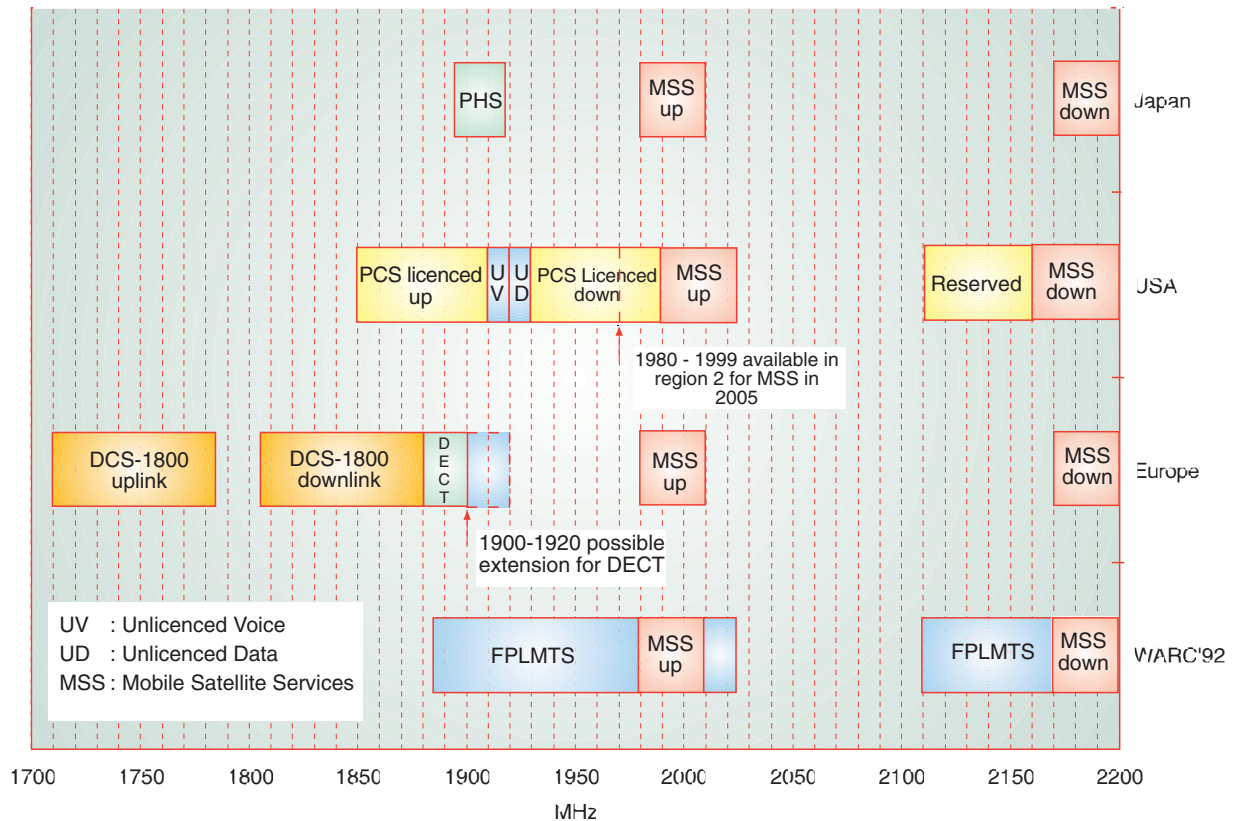 PHS
MSS
up
MSS
down
Japan
PCS licenced
up
U
V
U
D
PCS Licenced
down
MSS
up
Reserved
MSS
down
USA
1980 - 1999 available in
region 2 for MSS in
2005
DCS-1800
uplink
DCS-1800
downlink
D
E
C
T
MSS
up
MSS
down
Europe
1900-1920 possible
extension for DECT
UV : Unlicenced Voice
UD : Unlicenced Data
MSS : Mobile Satellite Services
FPLMTS
MSS
up
FPLMTS
MSS
down
WARC'92
1700 1750 1800 1850 1900 1950 2000 2050 2100 2150 2200
MHz